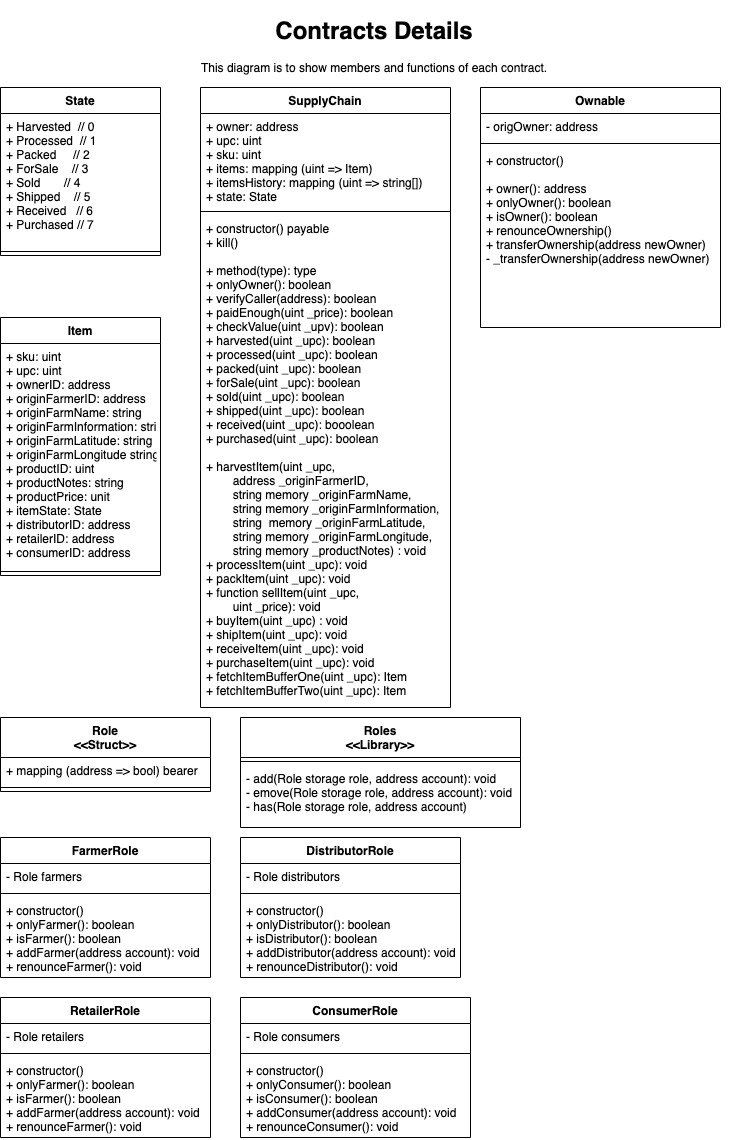 Contracts Details
This diagram is to show members and functions of each contract.
State
+ Harvested // 0
+ Processed // 1
+ Packed // 2
+ ForSale // 3
+ Sold // 4
+ Shipped // 5
+ Received // 6
+ Purchased // 7
Item
+ sku: uint
+ upc: uint
+ ownerID: address
+ originFarmerID: address
+ originFarmName: string
+ originFarmInformation: stri
+ originFarmLatitude: string
+ originFarmLongitude string
+ productID: uint
+ productNotes: string
+ productPrice: unit
+ itemState: State
+ distributorID: address
+ retailerID: address
+ consumerID: address
SupplyChain
+ owner: address
+ upc: uint
+ sku: uint
+ items: mapping (uint => Item)
+ itemsHistory: mapping (uint => string[])
+ state: State
+ constructor() payable
+ kill()
+ method(type): type
+ onlyOwner(): boolean
+ verifyCaller(address): boolean
+ paidEnough(uint _price): boolean
+ checkValue(uint _upv): boolean
+ harvested(uint _upc): boolean
+ processed(uint _upc): boolean
+ packed(uint _upc): boolean
+ forSale(uint _upc): boolean
+ sold(uint _upc): boolean
+ shipped(uint _upc): boolean
+ received(uint _upc): booolean
+ purchased(uint _upc): boolean
+ harvestItem(uint _upc,
address _originFarmerID,
string memory _originFarmName,
string memory _originFarmInformation,
string memory _originFarmLatitude,
string memory _originFarmLongitude,
string memory _productNotes) : void
+ processItem(uint _upc): void
+ packItem(uint _upc): void
+ function sellItem(uint _upc,
uint _price): void
+ buyItem(uint _upc) : void
+ shipItem(uint _upc): void
+ receiveItem(uint _upc): void
+ purchaseItem(uint _upc): void
+ fetchItemBufferOne(uint _upc): Item
+ fetchItemBufferTwo(uint _upc): Item
Ownable
- origOwner: address
+ constructor()
+ owner(): address
+ onlyOwner(): boolean
+ isOwner(): boolean
+ renounceOwnership()
+ transferOwnership(address newOwner)
- _transferOwnership(address newOwner)
Role
<<Struct>>
+ mapping (address => bool) bearer
Roles
<<Library>>
- add(Role storage role, address account): void
- emove(Role storage role, address account): void
- has(Role storage role, address account)
FarmerRole
- Role farmers
+ constructor()
+ onlyFarmer(): boolean
+ isFarmer(): boolean
+ addFarmer(address account): void
+ renounceFarmer(): void
DistributorRole
- Role distributors
+ constructor()
+ onlyDistributor(): boolean
+ isDistributor(): boolean
+ addDistributor(address account): void
+ renounceDistributor(): void
RetailerRole
- Role retailers
+ constructor()
+ onlyFarmer(): boolean
+ isFarmer(): boolean
+ addFarmer(address account): void
+ renounceFarmer(): void
ConsumerRole
- Role consumers
+ constructor()
+ onlyConsumer(): boolean
+ isConsumer(): boolean
+ addConsumer(address account): void
+ renounceConsumer(): void